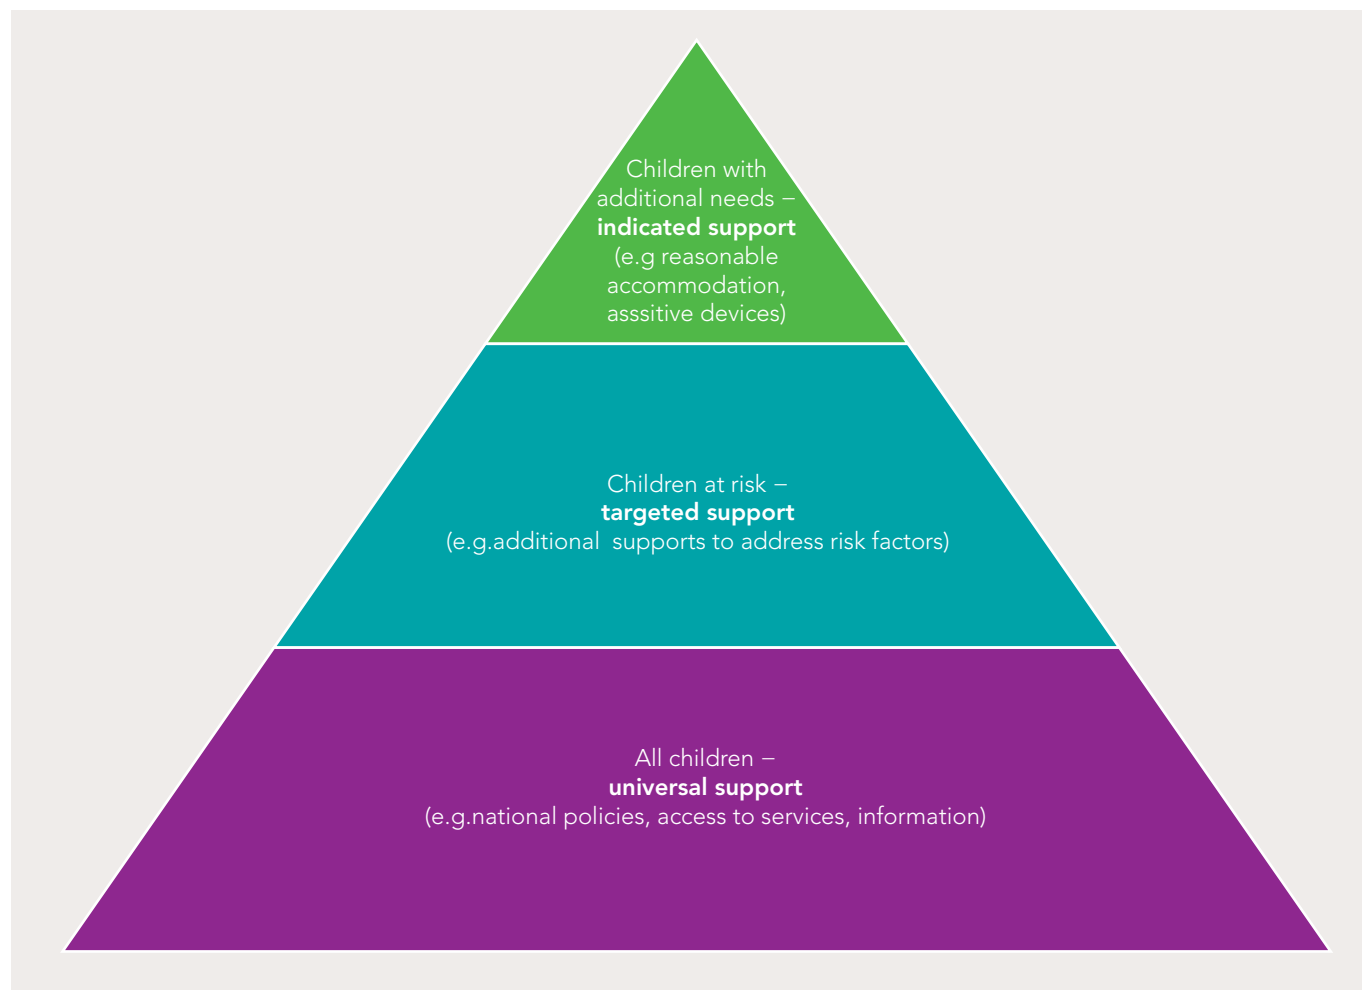 Children with
additional needs –
indicated support
(e.g reasonable
accommodation,
asssitive devices)
Children at risk –
targeted support
(e.g.additional  supports to address risk factors)
All children –
universal support
(e.g.national policies, access to services, information)